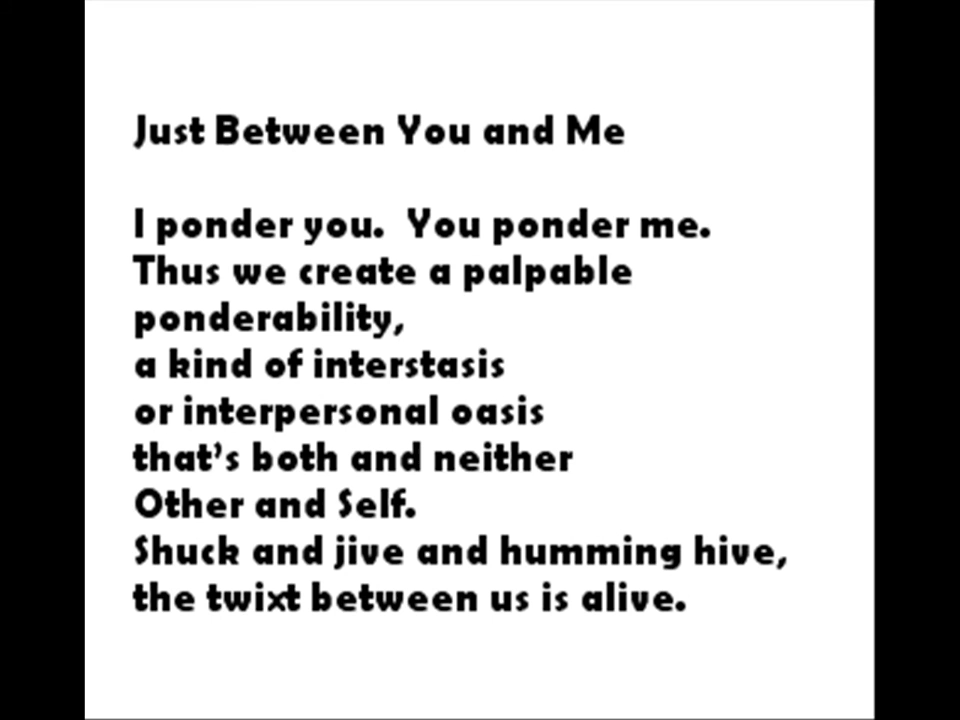 Just Between You and Me
I ponder you.  You ponder me.
Thus we create a palpable
ponderability,
a kind of interstasis
or interpersonal oasis
that’s both and neither
Other and Self.
Shuck and jive and humming hive,
the twixt between us is alive.